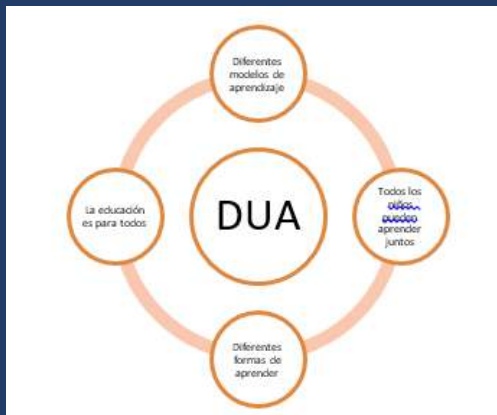 Diferentes
modelos de
aprendizaje
La educación
es para todos
DUA
Todos los
niños
pueden
aprender
juntos
Diferentes
formas de
aprender